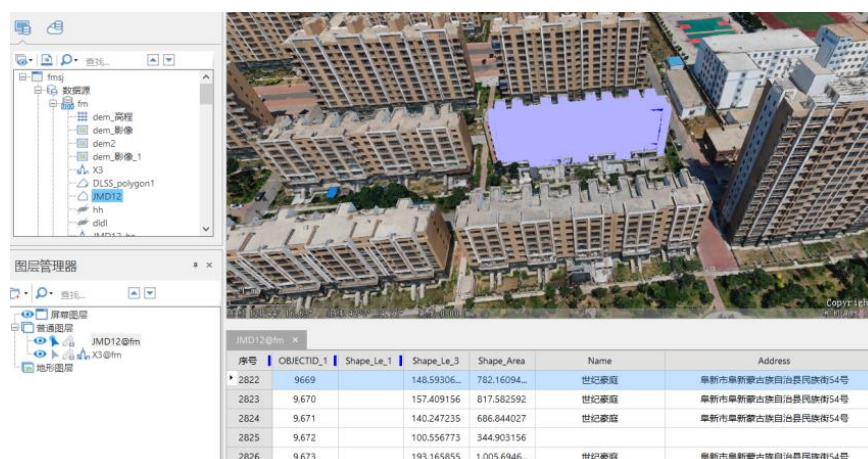 查找...
fmsj
数据源
fm
dem_高程
dem_影像
dem2
dem_影像_1
X3
DLSS_polygon1
JMD12
hh
didl
图层管理器
查找...
屏幕图层
普通图层
JMD12@fm
X3@fm
地形图层
Copyrigh
JMD12@fm
序号 OBJECTID_1 Shape_Le_1 Shape_Le_3 Shape_Area Name Address
2822 9669 148.59306... 782.16094... 世纪豪庭 阜新市阜新蒙古族自治县民族街54号
2823 9,670 157.409156 817.582592 世纪豪庭 阜新市阜新蒙古族自治县民族街54号
2824 9,671 140.247235 686.844027 世纪豪庭 阜新市阜新蒙古族自治县民族街54号
2825 9,672 100.556773 344.903156
2826 9,673 193.165855 1,005.6946... 世纪豪庭 阜新市阜新蒙古族自治县民族街54号